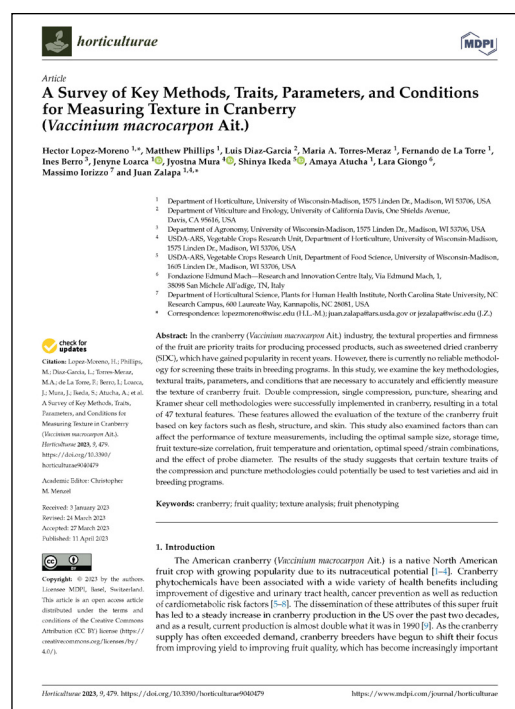 horticulturae
MDPI
Article
A Survey of Key Methods, Traits, Parameters, and Conditions
for Measuring Texture in Cranberry
(Vaccinium macrocarpon Ait.)
Hector Lopez-Moreno 1,*, Matthew Phillips 1, Luis Diaz-Garcia 2, Maria A. Torres-Meraz 1, Fernando de La Torre 1,
Ines Berro 3, Jenyne Loarca 1, Jyostna Mura 4, Shinya Ikeda 5, Amaya Atucha 1, Lara Giongo 6,
Massimo Iorizzo 7 and Juan Zalapa 1,4,*
1 Department of Horticulture, University of Wisconsin-Madison, 1575 Linden Dr., Madison, WI 53706, USA
2 Department of Viticulture and Enology, University of California Davis, One Shields Avenue,
Davis, CA 95616, USA
3 Department of Agronomy, University of Wisconsin-Madison, 1575 Linden Dr., Madison, WI 53706, USA
4 USDA-ARS, Vegetable Crops Research Unit, Department of Horticulture, University of Wisconsin-Madison,
1575 Linden Dr., Madison, WI 53706, USA
5 USDA-ARS, Vegetable Crops Research Unit, Department of Food Science, University of Wisconsin-Madison,
1605 Linden Dr., Madison, WI 53706, USA
6 Fondazione Edmund Mach—Research and Innovation Centre Italy, Via Edmund Mach, 1,
38098 San Michele All'adige, TN, Italy
7 Department of Horticultural Science, Plants for Human Health Institute, North Carolina State University, NC
Research Campus, 600 Laureate Way, Kannapolis, NC 28081, USA
* Correspondence: lopezmoreno@wisc.edu (H.L.-M.); juan.zalapa@ars.usda.gov or jezalapa@wisc.edu (J.Z.)
Abstract: In the cranberry (Vaccinium macrocarpon Ait.) industry, the textural properties and firmness
of the fruit are priority traits for producing processed products, such as sweetened dried cranberry
(SDC), which have gained popularity in recent years. However, there is currently no reliable methodol-
ogy for screening these traits in breeding programs. In this study, we examine the key methodologies,
textural traits, parameters, and conditions that are necessary to accurately and efficiently measure
the texture of cranberry fruit. Double compression, single compression, puncture, shearing and
Kramer shear cell methodologies were successfully implemented in cranberry, resulting in a total
of 47 textural features. These features allowed the evaluation of the texture of the cranberry fruit
based on key factors such as flesh, structure, and skin. This study also examined factors than can
affect the performance of texture measurements, including the optimal sample size, storage time,
fruit texture-size correlation, fruit temperature and orientation, optimal speed/strain combinations,
and the effect of probe diameter. The results of the study suggests that certain texture traits of
the compression and puncture methodologies could potentially be used to test varieties and aid in
breeding programs.
Keywords: cranberry; fruit quality; texture analysis; fruit phenotyping
check for
updates
Citation: Lopez-Moreno, H.; Phillips,
M.; Diaz-Garcia, L.; Torres-Meraz,
M.A.; de La Torre, F.; Berro, I.; Loarca,
J.; Mura, J.; Ikeda, S.; Atucha, A.; et al.
A Survey of Key Methods, Traits,
Parameters, and Conditions for
Measuring Texture in Cranberry
(Vaccinium macrocarpon Ait.).
Horticulturae 2023, 9, 479.
https://doi.org/10.3390/
horticulturae9040479
Academic Editor: Christopher
M. Menzel
Received: 3 January 2023
Revised: 24 March 2023
Accepted: 27 March 2023
Published: 11 April 2023
cc BY
Copyright: © 2023 by the authors.
Licensee MDPI, Basel, Switzerland.
This article is an open access article
distributed under the terms and
conditions of the Creative Commons
Attribution (CC BY) license (https://
creativecommons.org/licenses/by/
4.0/).
1. Introduction
The American cranberry (Vaccinium macrocarpon Ait.) is a native North American
fruit crop with growing popularity due to its nutraceutical potential [1–4]. Cranberry
phytochemicals have been associated with a wide variety of health benefits including
improvement of digestive and urinary tract health, cancer prevention as well as reduction
of cardiometabolic risk factors [5–8]. The dissemination of these attributes of this super fruit
has led to a steady increase in cranberry production in the US over the past two decades,
and as a result, current production is almost double what it was in 1990 [9]. As the cranberry
supply has often exceeded demand, cranberry breeders have begun to shift their focus
from improving yield to improving fruit quality, which has become increasingly important
Horticulturae 2023, 9, 479. https://doi.org/10.3390/horticulturae9040479
https://www.mdpi.com/journal/horticulturae